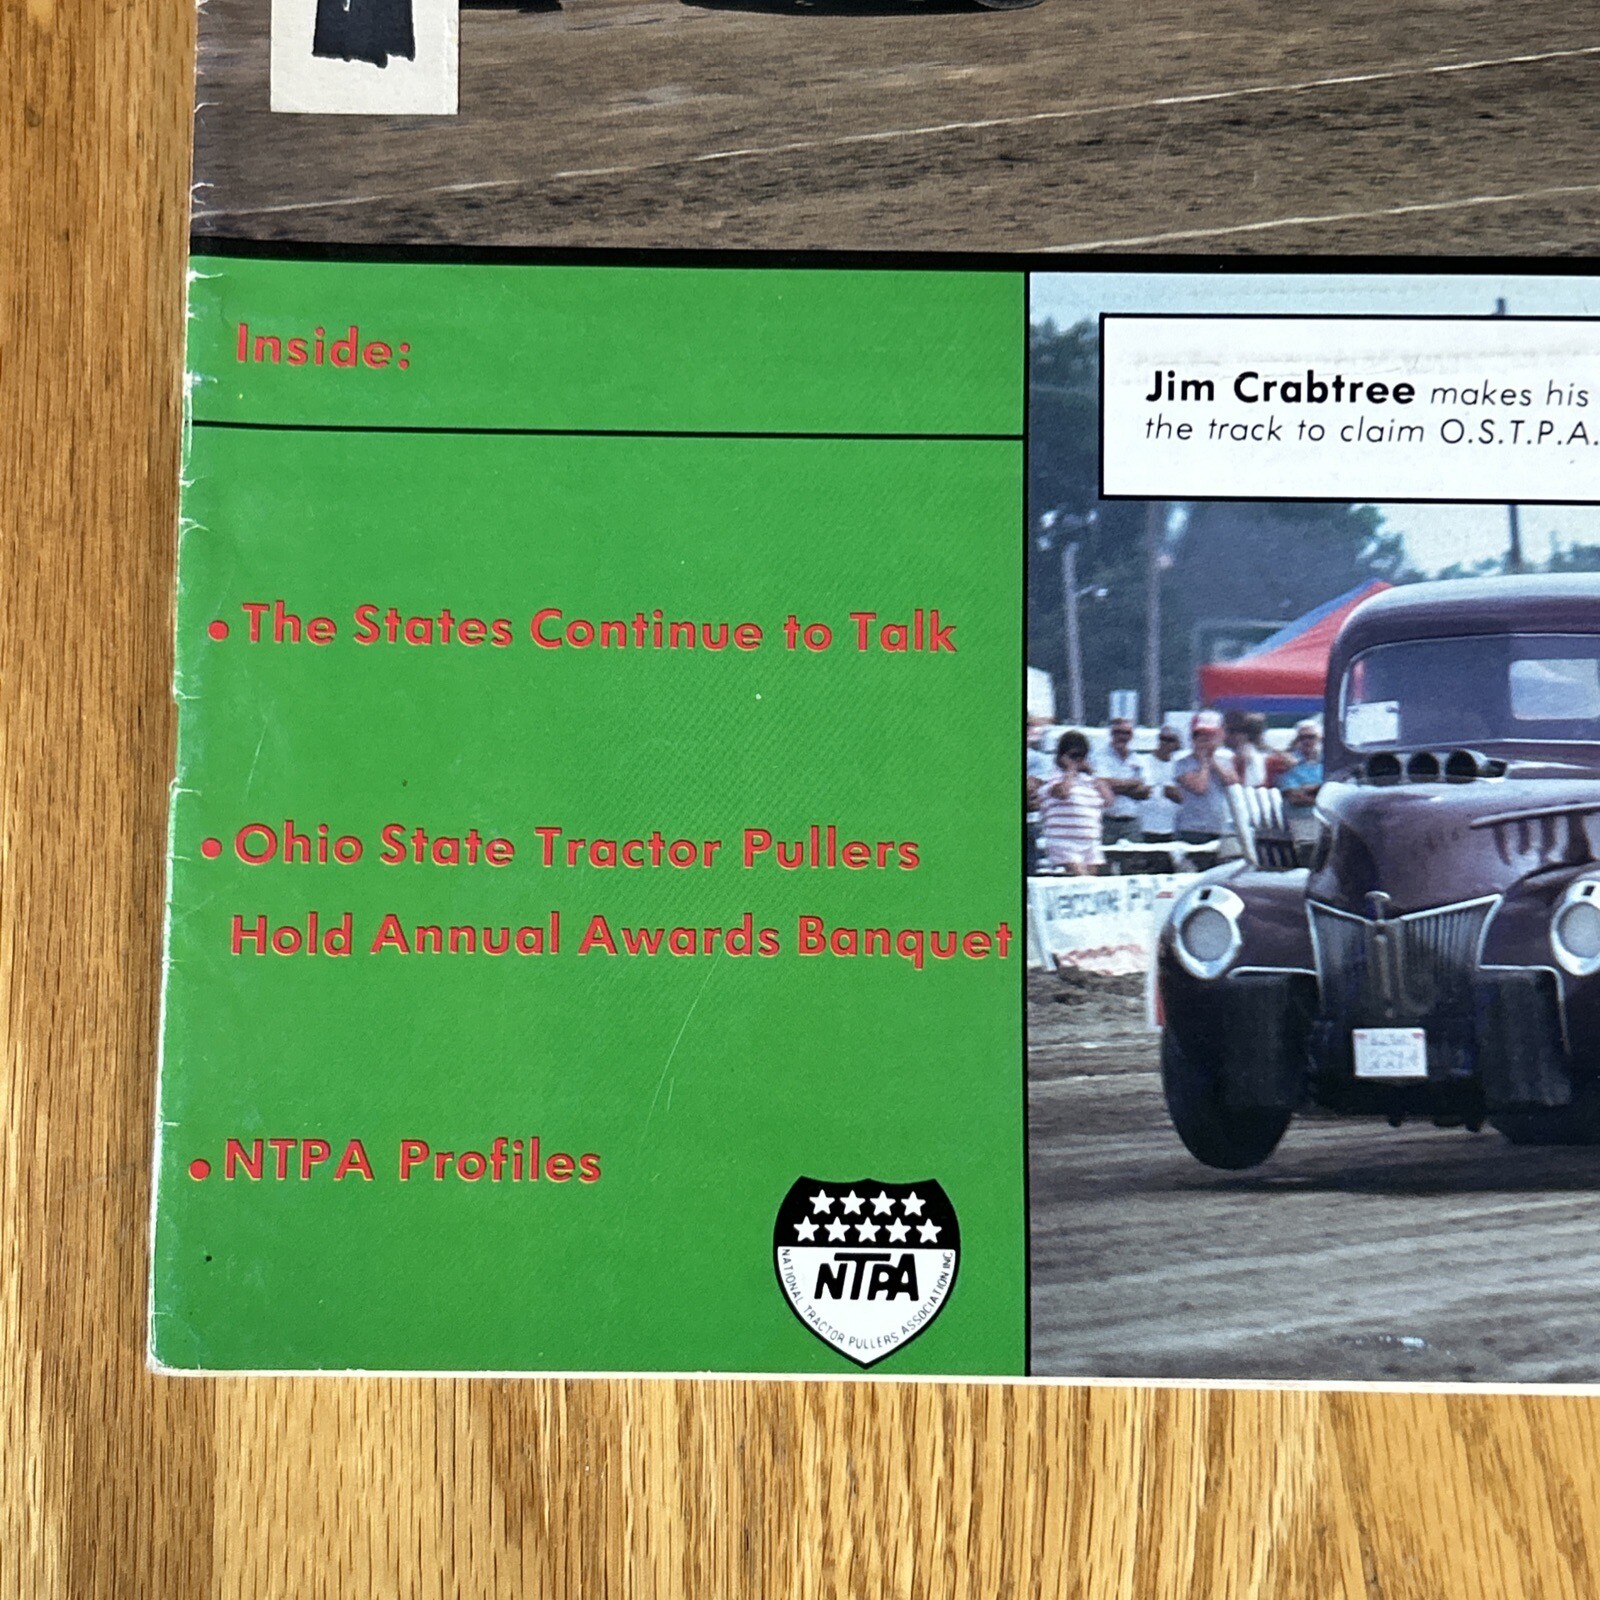 Inside:
• The States Continue to Talk
• Ohio State Tractor Pullers
Hold Annual Awards Banquet
• NTPA Profiles
NTPA
NATIONAL TRACTOR PULLERS ASSOCIATION INC
Jim Crabtree makes his
the track to claim O.S.T.P.A.